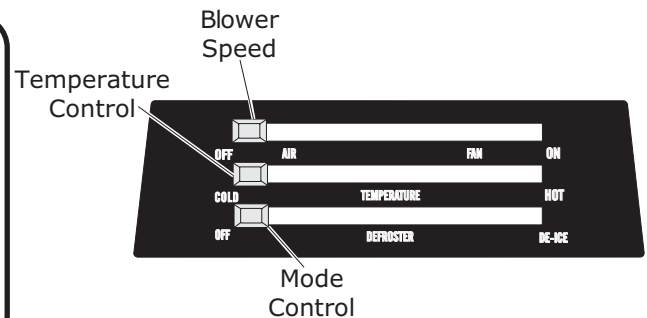 Blower
Speed
Temperature
Control
OFF AIR FAN ON
COLD TEMPERATURE HOT
OFF DEFROSTER DE-ICE
Mode
Control